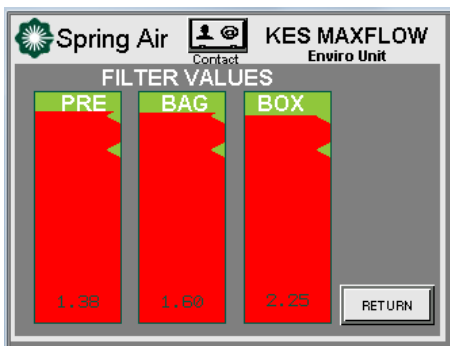 Spring Air
Contact
KES MAXFLOW
Enviro Unit
FILTER VALUES
PRE BAG BOX
1.38 1.60 2.25
RETURN